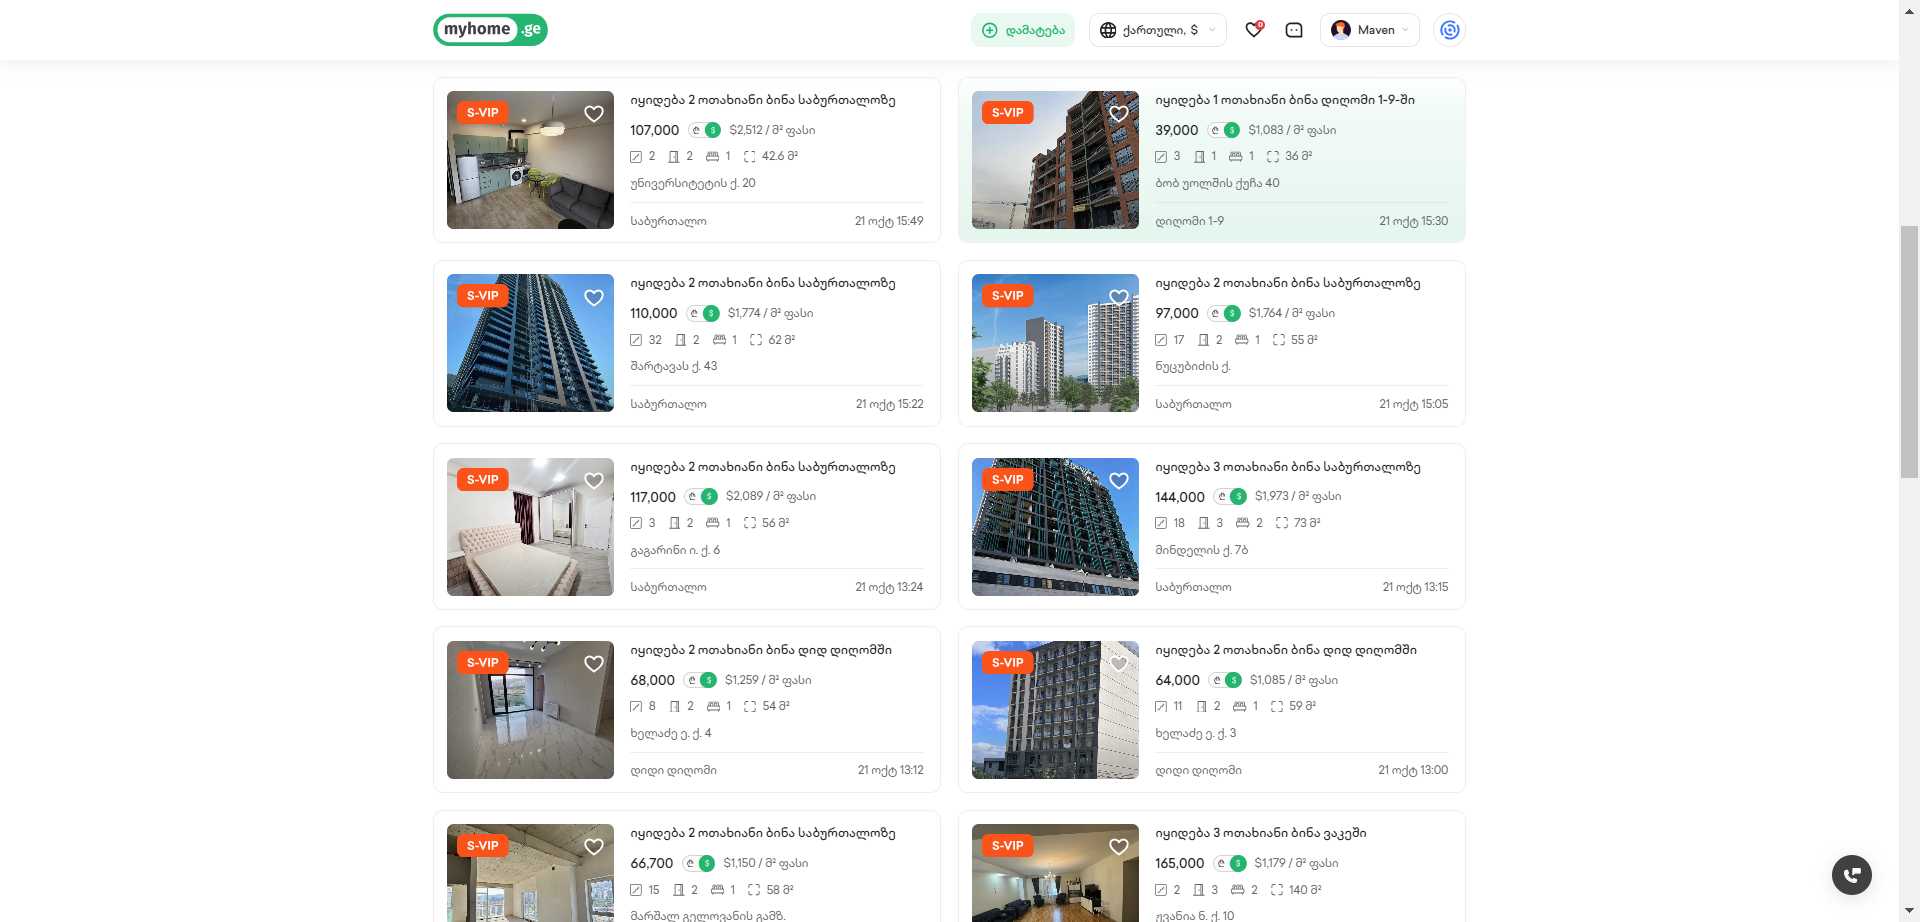 myhome .ge
დამატება
ქართული, $
0
Maven
S-VIP
იყიდება 2 ოთახიანი ბინა საბურთალოზე
107,000 ₾ $ $2,512 / მ² ფასი
2 2 1 42.6 მ²
უნივერსიტეტის ქ. 20
საბურთალო 21 ოქტ 15:49
S-VIP
იყიდება 1 ოთახიანი ბინა დიღომი 1-9-ში
39,000 ₾ $ $1,083 / მ² ფასი
3 1 1 36 მ²
ბობ უოლშის ქუჩა 40
დიღომი 1-9 21 ოქტ 15:30
S-VIP
იყიდება 2 ოთახიანი ბინა საბურთალოზე
110,000 ₾ $ $1,774 / მ² ფასი
32 2 1 62 მ²
შარტავას ქ. 43
საბურთალო 21 ოქტ 15:22
S-VIP
იყიდება 2 ოთახიანი ბინა საბურთალოზე
97,000 ₾ $ $1,764 / მ² ფასი
17 2 1 55 მ²
ნუცუბიძის ქ.
საბურთალო 21 ოქტ 15:05
S-VIP
იყიდება 2 ოთახიანი ბინა საბურთალოზე
117,000 ₾ $ $2,089 / მ² ფასი
3 2 1 56 მ²
გაგარინი ი. ქ. 6
საბურთალო 21 ოქტ 13:24
S-VIP
იყიდება 3 ოთახიანი ბინა საბურთალოზე
144,000 ₾ $ $1,973 / მ² ფასი
18 3 2 73 მ²
მინდელის ქ. 7ბ
საბურთალო 21 ოქტ 13:15
S-VIP
იყიდება 2 ოთახიანი ბინა დიდ დიღომში
68,000 ₾ $ $1,259 / მ² ფასი
8 2 1 54 მ²
ხელაძე ე. ქ. 4
დიდი დიღომი 21 ოქტ 13:12
S-VIP
იყიდება 2 ოთახიანი ბინა დიდ დიღომში
64,000 ₾ $ $1,085 / მ² ფასი
11 2 1 59 მ²
ხელაძე ე. ქ. 3
დიდი დიღომი 21 ოქტ 13:00
S-VIP
იყიდება 2 ოთახიანი ბინა საბურთალოზე
66,700 ₾ $ $1,150 / მ² ფასი
15 2 1 58 მ²
მარშალ გელოვანის გამზ.
S-VIP
იყიდება 3 ოთახიანი ბინა ვაკეში
165,000 ₾ $ $1,179 / მ² ფასი
2 3 2 140 მ²
ჟვანია ზ. ქ. 10